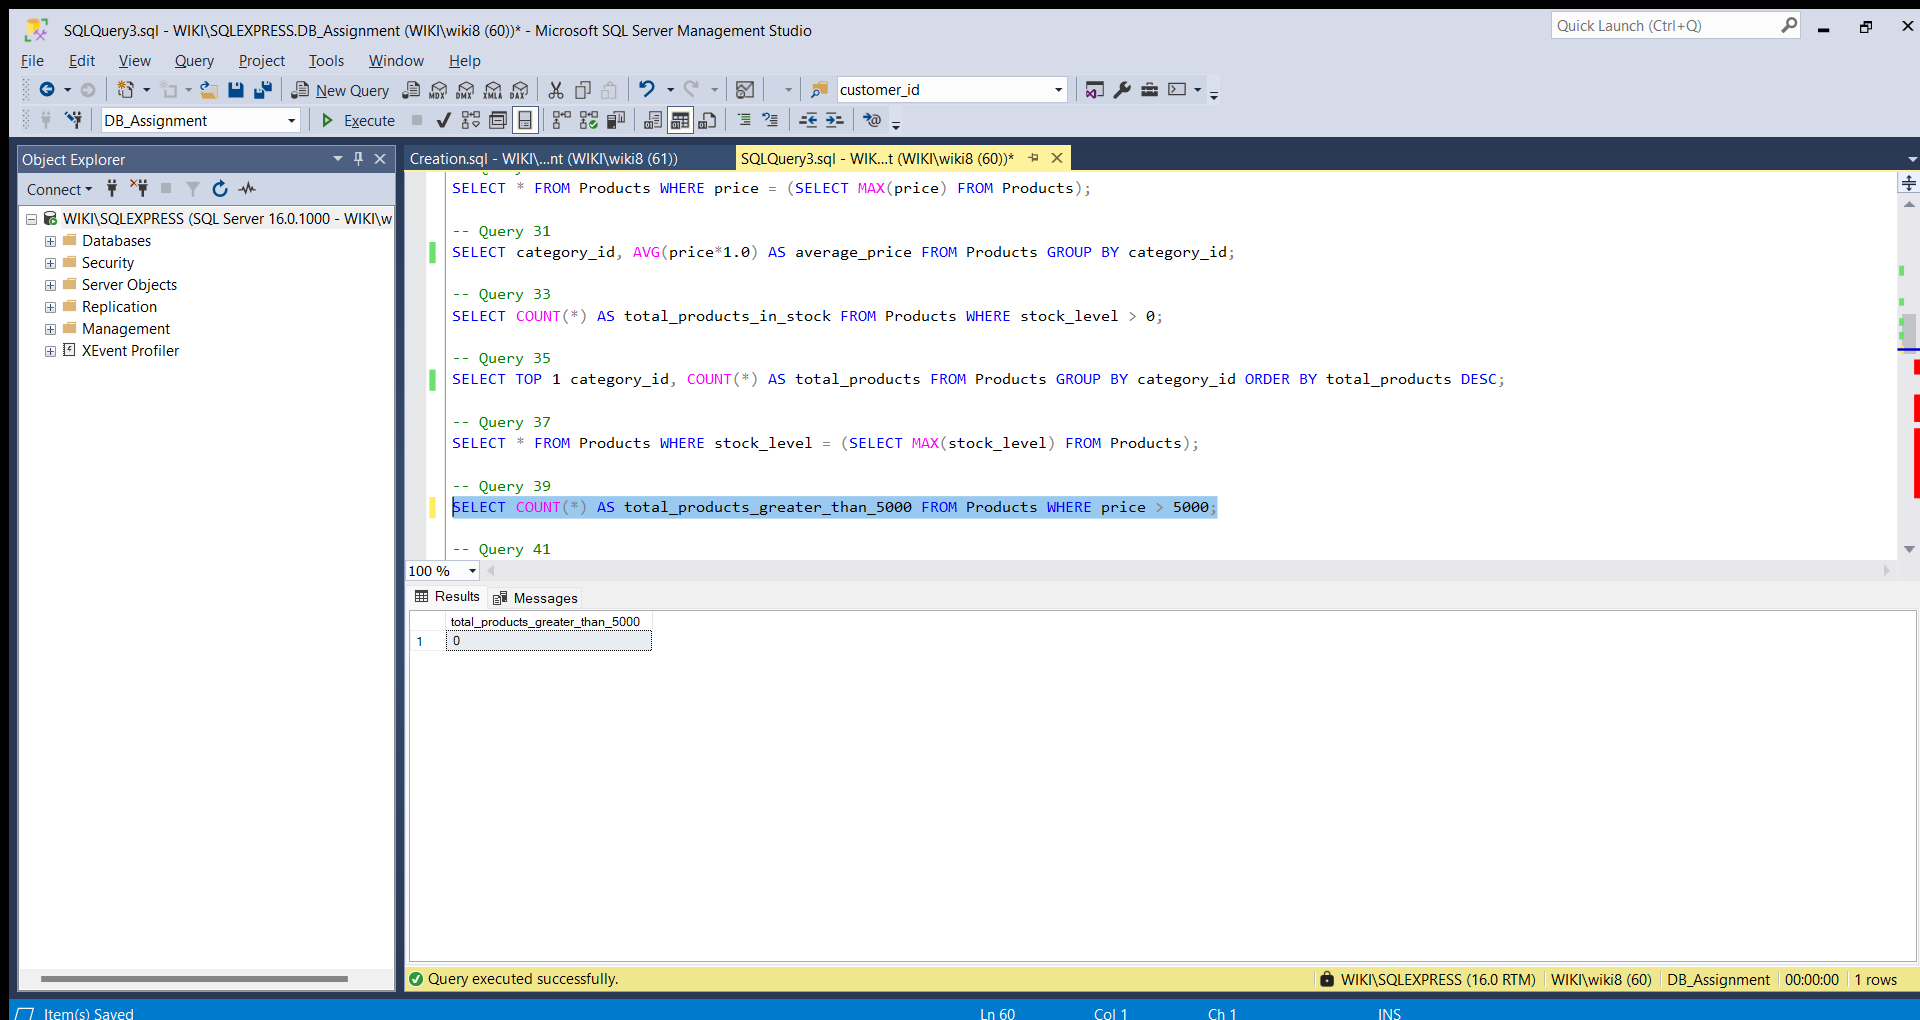 SQLQuery3.sql - WIKI\SQLEXPRESS.DB_Assignment (WIKI\wiki8 (60))* - Microsoft SQL Server Management Studio
Quick Launch (Ctrl+Q)
File Edit View Query Project Tools Window Help
New Query MDX DMX XMLA DAX customer_id
DB_Assignment Execute
Object Explorer
Connect
WIKI\SQLEXPRESS (SQL Server 16.0.1000 - WIKI\w
Databases
Security
Server Objects
Replication
Management
XEvent Profiler
Creation.sql - WIKI\...nt (WIKI\wiki8 (61)) SQLQuery3.sql - WIK...t (WIKI\wiki8 (60))*
SELECT * FROM Products WHERE price = (SELECT MAX(price) FROM Products);
-- Query 31
SELECT category_id, AVG(price*1.0) AS average_price FROM Products GROUP BY category_id;
-- Query 33
SELECT COUNT(*) AS total_products_in_stock FROM Products WHERE stock_level > 0;
-- Query 35
SELECT TOP 1 category_id, COUNT(*) AS total_products FROM Products GROUP BY category_id ORDER BY total_products DESC;
-- Query 37
SELECT * FROM Products WHERE stock_level = (SELECT MAX(stock_level) FROM Products);
-- Query 39
SELECT COUNT(*) AS total_products_greater_than_5000 FROM Products WHERE price > 5000;
-- Query 41
100 %
Results Messages
total_products_greater_than_5000
1 0
Query executed successfully. WIKI\SQLEXPRESS (16.0 RTM) WIKI\wiki8 (60) DB_Assignment 00:00:00 1 rows
Item(s) Saved Ln 60 Col 1 Ch 1 INS